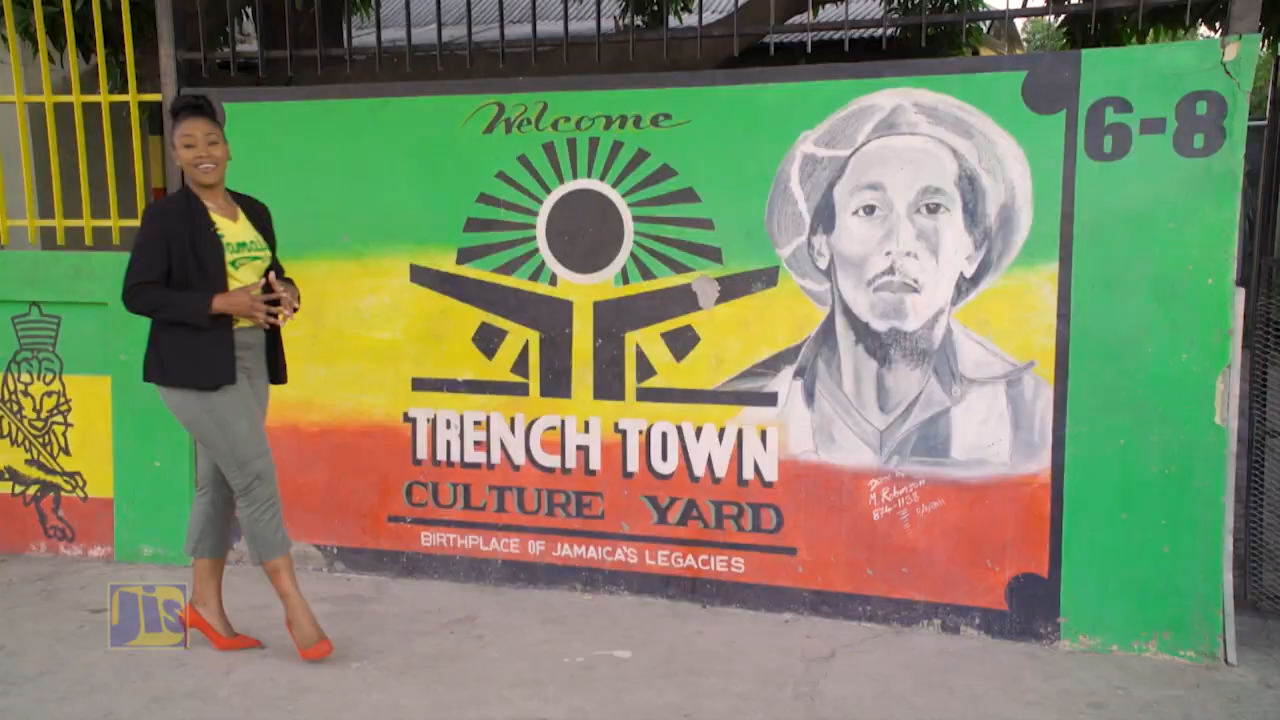 Welcome
6-8
TRENCH TOWN
CULTURE YARD
BIRTHPLACE OF JAMAICA'S LEGACIES
M. Robinson
jis